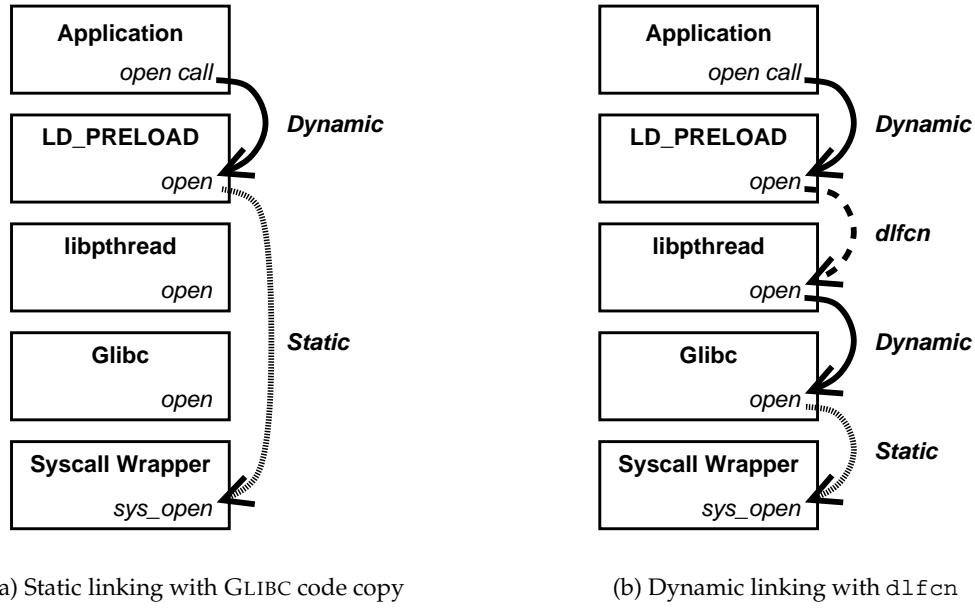 Application
open call
Dynamic
LD_PRELOAD
open
libpthread
open
Static
Glibc
open
Syscall Wrapper
sys_open
a) Static linking with GLIBC code copy
Application
open call
Dynamic
LD_PRELOAD
open
dlfcn
libpthread
open
Dynamic
Glibc
open
Static
Syscall Wrapper
sys_open
(b) Dynamic linking with dlfcn